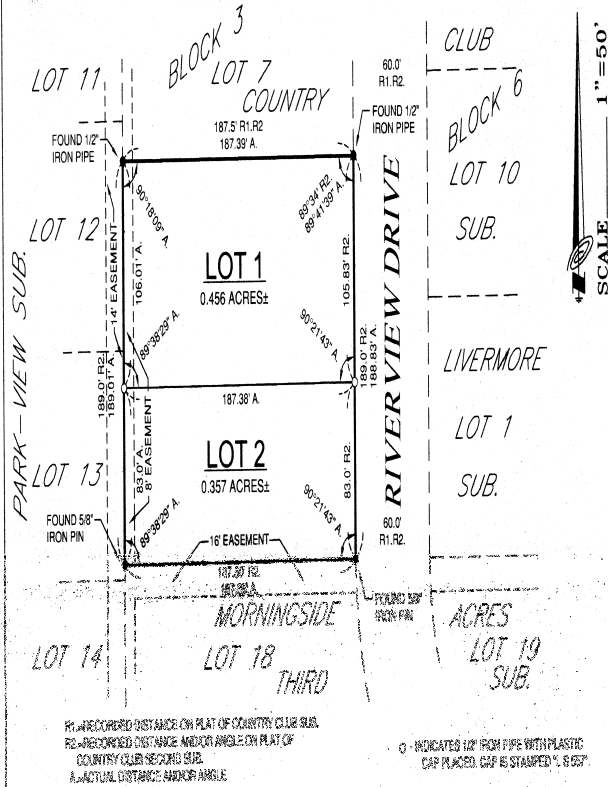 BLOCK 3
LOT 11
LOT 7
COUNTRY
CLUB
60.0'
R1.R2.
187.5' R1.R2
187.39' A.
FOUND 1/2"
IRON PIPE
FOUND 1/2"
IRON PIPE
BLOCK 6
LOT 10
SUB.
1"=50'
SCALE
90°18'09" A.
89°34' R2.
89°41'39" A.
LOT 12
14' EASEMENT
106.01' A.
LOT 1
0.456 ACRES±
105.83' R2.
RIVERVIEW DRIVE
PARK-VIEW SUB.
89°38'29" A.
90°21'43" A.
189.0' R2.
189.01' A.
189.0' R2.
188.83' A.
187.38' A.
LIVERMORE
LOT 1
SUB.
LOT 13
83.0' A.
8' EASEMENT
LOT 2
0.357 ACRES±
83.0' R2.
FOUND 5/8"
IRON PIN
89°38'29" A.
90°21'43" A.
16' EASEMENT
60.0'
R1.R2.
R2.
A.
FOUND 5/8"
IRON PIN
MORNINGSIDE
ACRES
LOT 14
LOT 18
THIRD
LOT 19
SUB.
R1.=RECORDED DISTANCE ON PLAT OF COUNTRY CLUB SUB.
R2.=RECORDED DISTANCE AND/OR ANGLE ON PLAT OF
COUNTRY CLUB SECOND SUB.
A.=ACTUAL DISTANCE AND/OR ANGLE
O - INDICATES 1/2" IRON PIPE WITH PLASTIC
CAP PLACED. CAP IS STAMPED